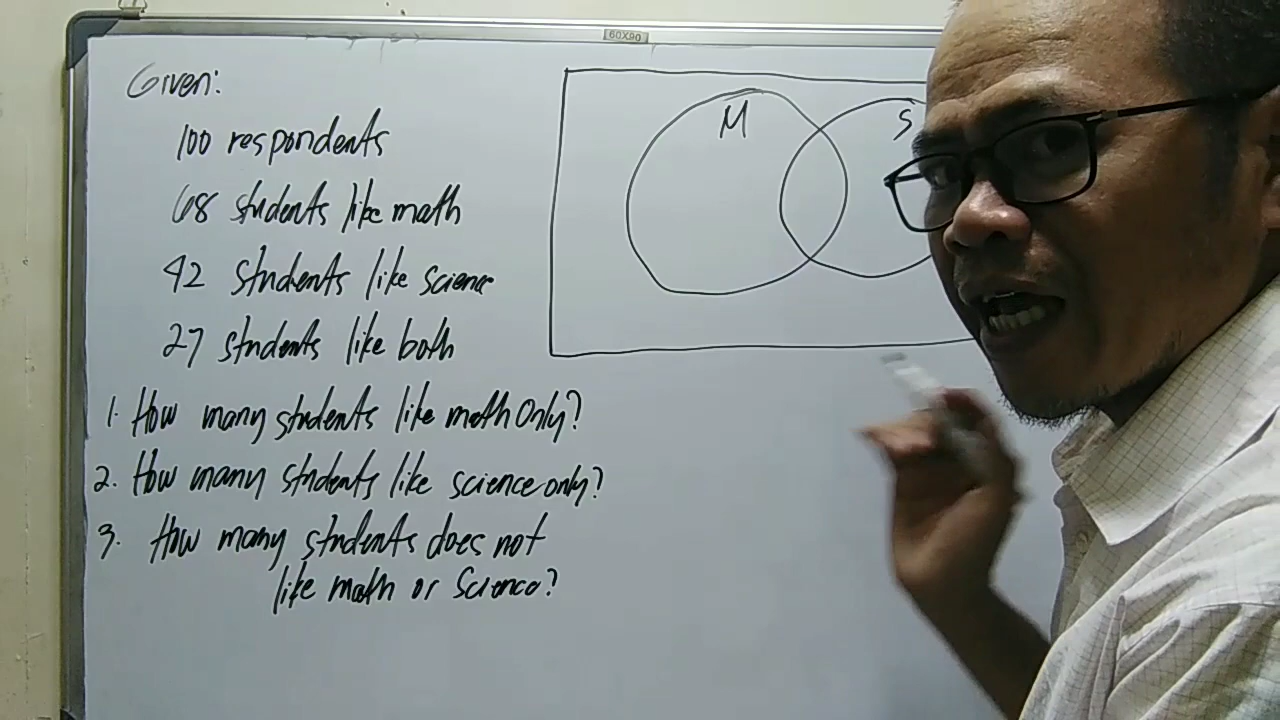 60X90
Given:
100 respondents
68 students like math
42 students like science
27 students like both
1. How many students like math only?
2. How many students like science only?
3. How many students does not
like math or Science?
M
S